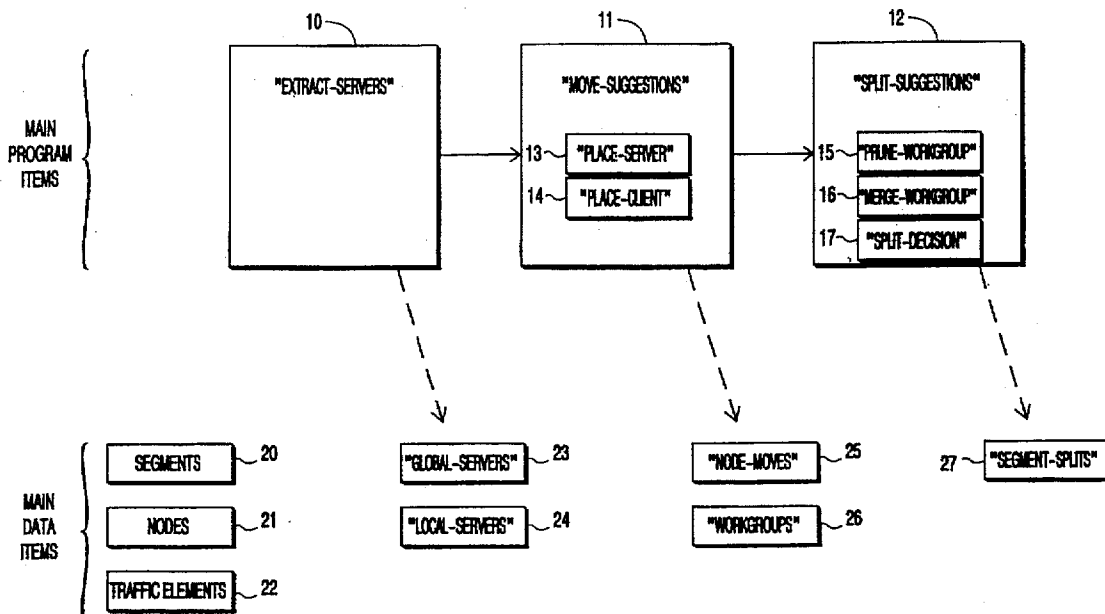 10
11
12
"EXTRACT-SERVERS"
"MOVE-SUGGESTIONS"
"SPLIT-SUGGESTIONS"
MAIN
PROGRAM
ITEMS
13
"PLACE-SERVER"
14
"PLACE-CLIENT"
15
"PRUNE-WORKGROUP"
16
"MERGE-WORKGROUP"
17
"SPLIT-DECISION"
MAIN
DATA
ITEMS
SEGMENTS
20
"GLOBAL-SERVERS"
23
"NODE-MOVES"
25
27
"SEGMENT-SPLITS"
NODES
21
"LOCAL-SERVERS"
24
"WORKGROUPS"
26
TRAFFIC ELEMENTS
22